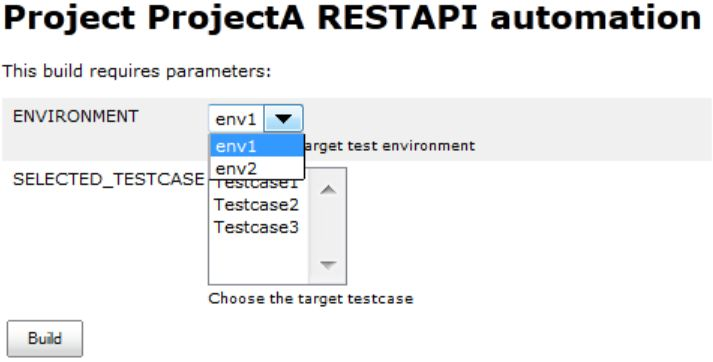 Project ProjectA RESTAPI automation
This build requires parameters:
ENVIRONMENT env1
env1 arget test environment
env2
SELECTED_TESTCASE Testcase1
Testcase2
Testcase3
Choose the target testcase
Build